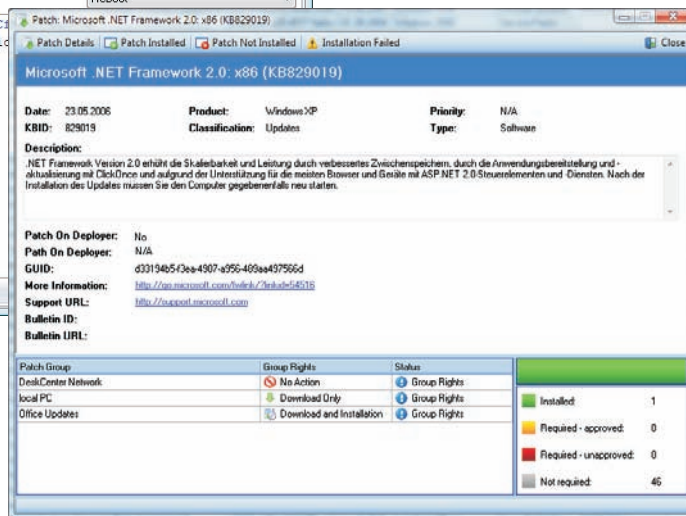 Reboot
Patch: Microsoft .NET Framework 2.0: x86 (KB829019)
Patch Details Patch Installed Patch Not Installed Installation Failed Close
Microsoft .NET Framework 2.0: x86 (KB829019)
Date: 23.05.2006 Product: Windows XP Priority: N/A
KBID: 829019 Classification: Updates Type: Software
Description:
.NET Framework Version 2.0 erhöht die Skalierbarkeit und Leistung durch verbessertes Zwischenspeichern, durch die Anwendungsbereitstellung und -
aktualisierung mit ClickOnce und aufgrund der Unterstützung für die meisten Browser und Geräte mit ASP.NET 2.0-Steuerelementen und -Diensten. Nach der
Installation des Updates müssen Sie den Computer gegebenenfalls neu starten.
Patch On Deployer: No
Path On Deployer: N/A
GUID: d33194b5-f3ea-4907-a956-489aa497566d
More Information: http://go.microsoft.com/fwlink/?linkid=54516
Support URL: http://support.microsoft.com
Bulletin ID:
Bulletin URL:
Patch Group Group Rights Status
DeskCenter Network No Action Group Rights
local PC Download Only Group Rights
Office Updates Download and Installation Group Rights
Installed: 1
Required - approved: 0
Required - unapproved: 0
Not required: 46